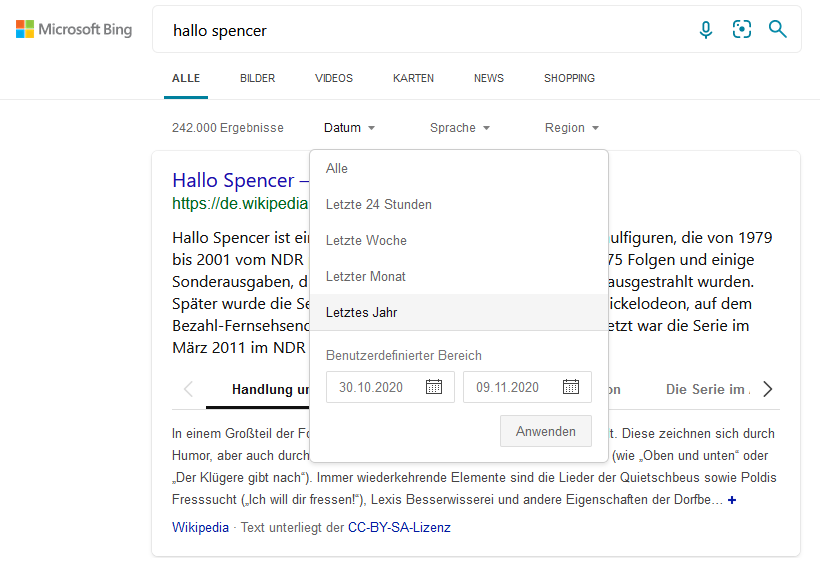 Microsoft Bing
hallo spencer
ALLE BILDER VIDEOS KARTEN NEWS SHOPPING
242.000 Ergebnisse Datum Sprache Region
Alle
Letzte 24 Stunden
Letzte Woche
Letzter Monat
Letztes Jahr
Benutzerdefinierter Bereich
30.10.2020 09.11.2020
Anwenden
Hallo Spencer –
https://de.wikipedia
Hallo Spencer ist ulfiguren, die von 1979
bis 2001 vom NDR 75 Folgen und einige
Sonderausgaben, ausgestrahlt wurden.
Später wurde die ickelodeon, auf dem
Bezahl-Fernsehsen etzt war die Serie im
März 2011 im NDR
Handlung Die Serie im
In einem Großteil der t. Diese zeichnen sich durch
Humor, aber auch durch (wie „Oben und unten“ oder
„Der Klügere gibt nach“). Immer wiederkehrende Elemente sind die Lieder der Quietschbeus sowie Poldis
Fresssucht („Ich will dir fressen!“), Lexis Besserwisserei und andere Eigenschaften der Dorfbe… +
Wikipedia · Text unterliegt der CC-BY-SA-Lizenz